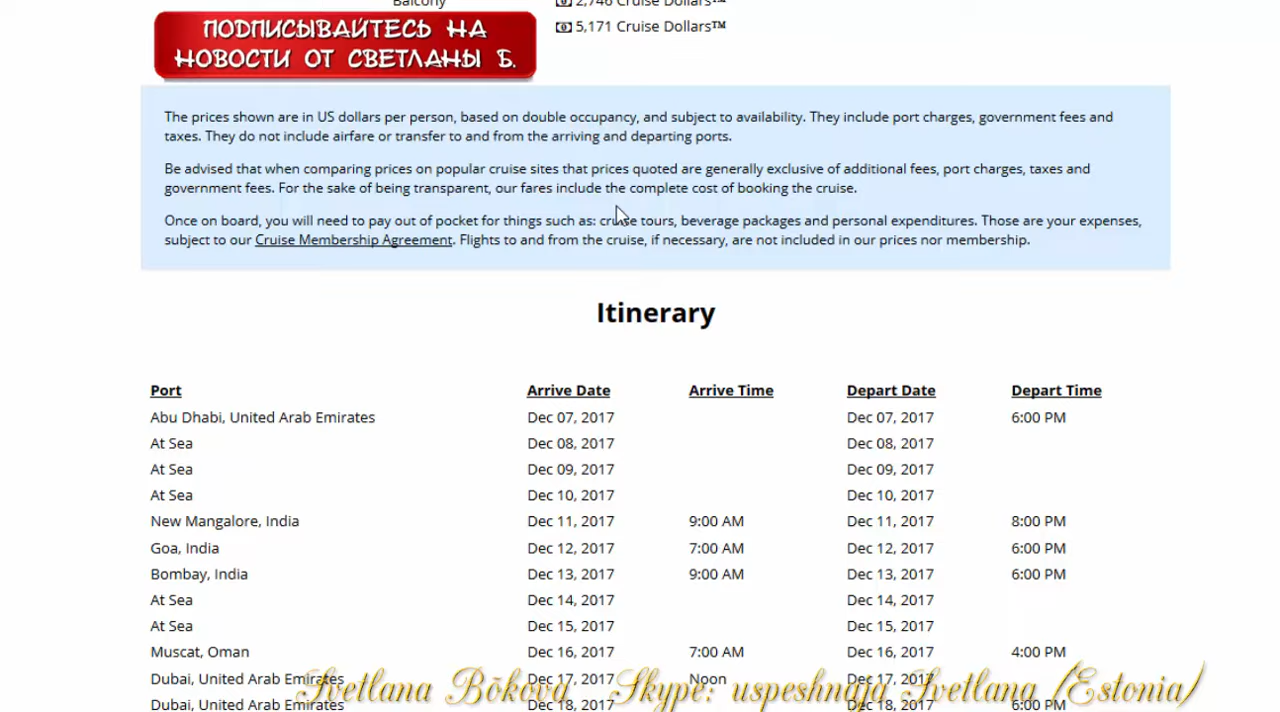 Balcony 2,746 Cruise Dollars™
ПОДПИСЫВАЙТЕСЬ НА
НОВОСТИ ОТ СВЕТЛАНЫ Б.
5,171 Cruise Dollars™
The prices shown are in US dollars per person, based on double occupancy, and subject to availability. They include port charges, government fees and
taxes. They do not include airfare or transfer to and from the arriving and departing ports.
Be advised that when comparing prices on popular cruise sites that prices quoted are generally exclusive of additional fees, port charges, taxes and
government fees. For the sake of being transparent, our fares include the complete cost of booking the cruise.
Once on board, you will need to pay out of pocket for things such as: cruise tours, beverage packages and personal expenditures. Those are your expenses,
subject to our Cruise Membership Agreement. Flights to and from the cruise, if necessary, are not included in our prices nor membership.
Itinerary
Port Arrive Date Arrive Time Depart Date Depart Time
Abu Dhabi, United Arab Emirates Dec 07, 2017 Dec 07, 2017 6:00 PM
At Sea Dec 08, 2017 Dec 08, 2017
At Sea Dec 09, 2017 Dec 09, 2017
At Sea Dec 10, 2017 Dec 10, 2017
New Mangalore, India Dec 11, 2017 9:00 AM Dec 11, 2017 8:00 PM
Goa, India Dec 12, 2017 7:00 AM Dec 12, 2017 6:00 PM
Bombay, India Dec 13, 2017 9:00 AM Dec 13, 2017 6:00 PM
At Sea Dec 14, 2017 Dec 14, 2017
At Sea Dec 15, 2017 Dec 15, 2017
Muscat, Oman Dec 16, 2017 7:00 AM Dec 16, 2017 4:00 PM
Dubai, United Arab Emirates Dec 17, 2017 Noon Dec 17, 2017
Svetlana Bõkova Skype: uspeshnaja Svetlana (Estonia)
Dubai, United Arab Emirates Dec 18, 2017 Dec 18, 2017 6:00 PM